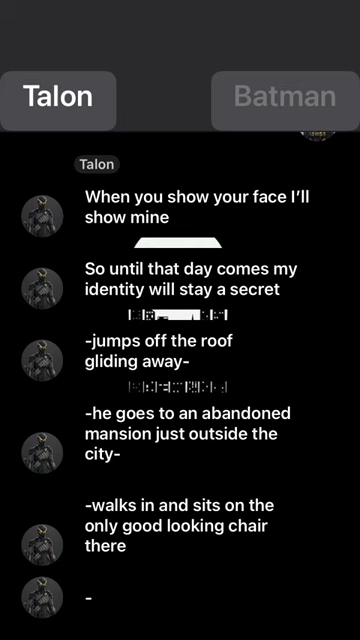 Talon
Batman
Talon
When you show your face I'll
show mine
So until that day comes my
identity will stay a secret
-jumps off the roof
gliding away-
-he goes to an abandoned
mansion just outside the
city-
-walks in and sits on the
only good looking chair
there
-